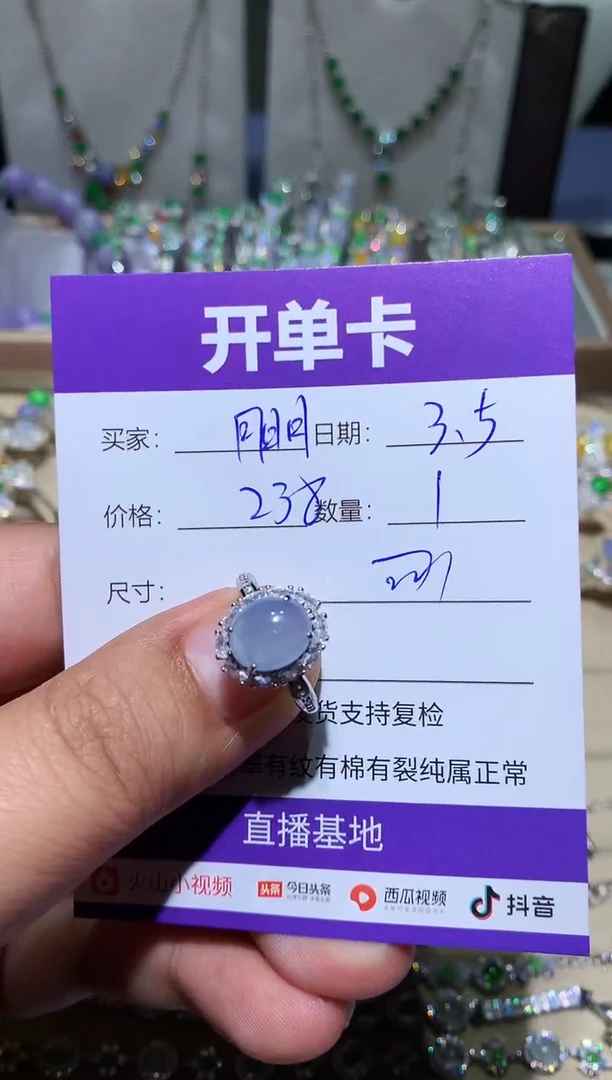 开单卡
买家： 日期： 3.5
价格： 238 数量： 1
尺寸：
货支持复检
有纹有棉有裂纯属正常
直播基地
火山小视频 头条 今日头条 西瓜视频 抖音